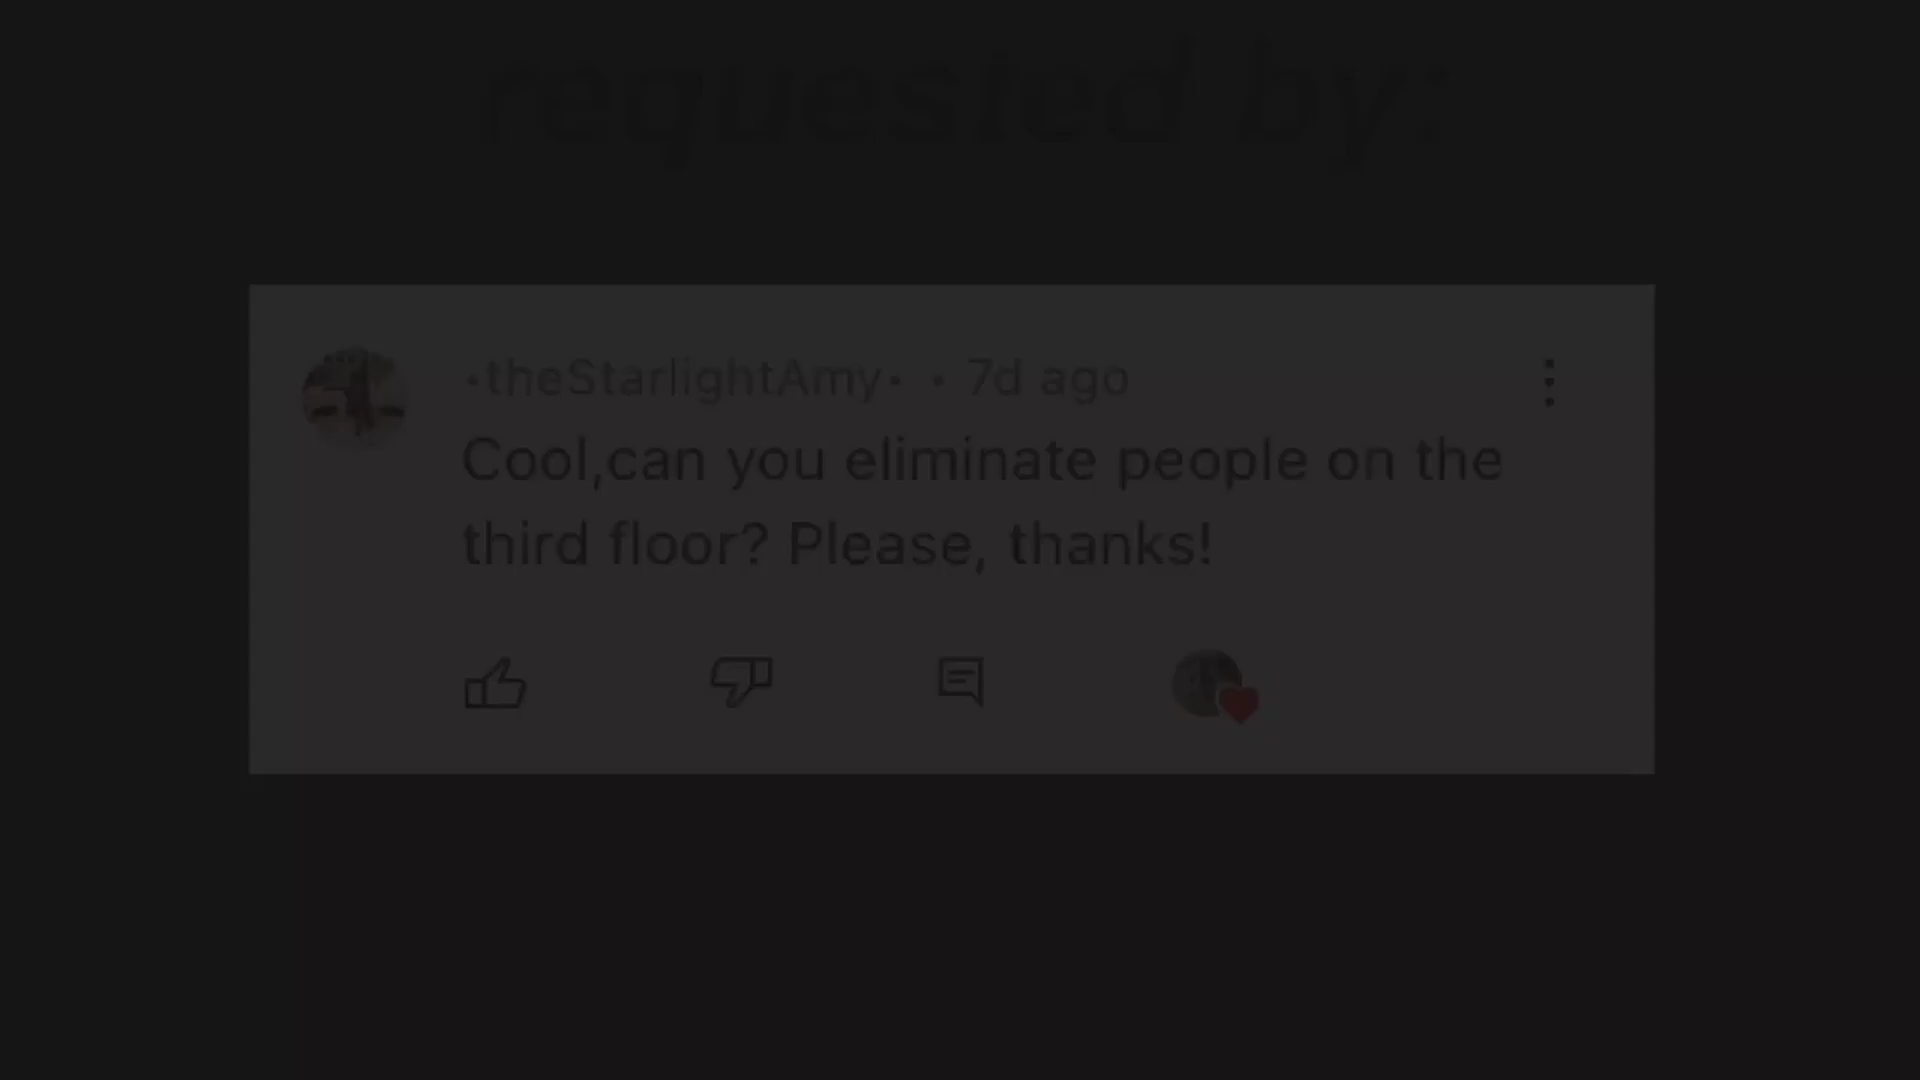 requested by:
•theStarlightAmy• • 7d ago
Cool,can you eliminate people on the
third floor? Please, thanks!